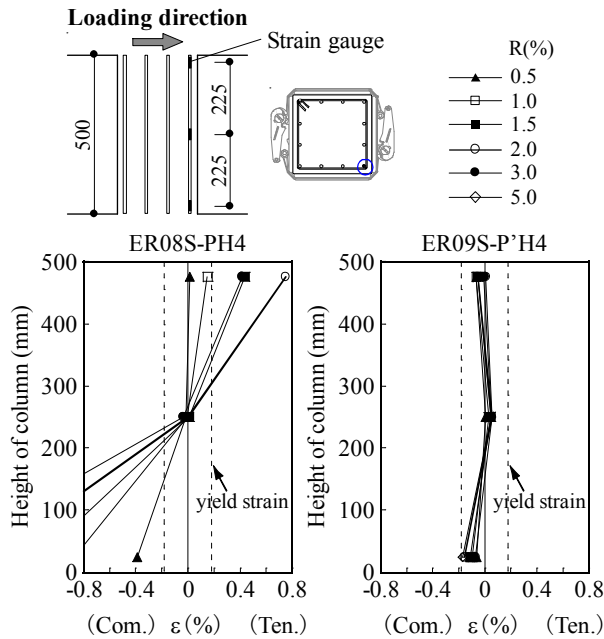 Loading direction
Strain gauge
500
225
225
R(%)
0.5
1.0
1.5
2.0
3.0
5.0
ER08S-PH4
Height of column (mm)
500
400
300
200
100
0
yield strain
-0.8
-0.4
0
0.4
0.8
(Com.) ε(%) (Ten.)
ER09S-P’H4
Height of column (mm)
500
400
300
200
100
0
yield strain
-0.8
-0.4
0
0.4
0.8
(Com.) ε(%) (Ten.)